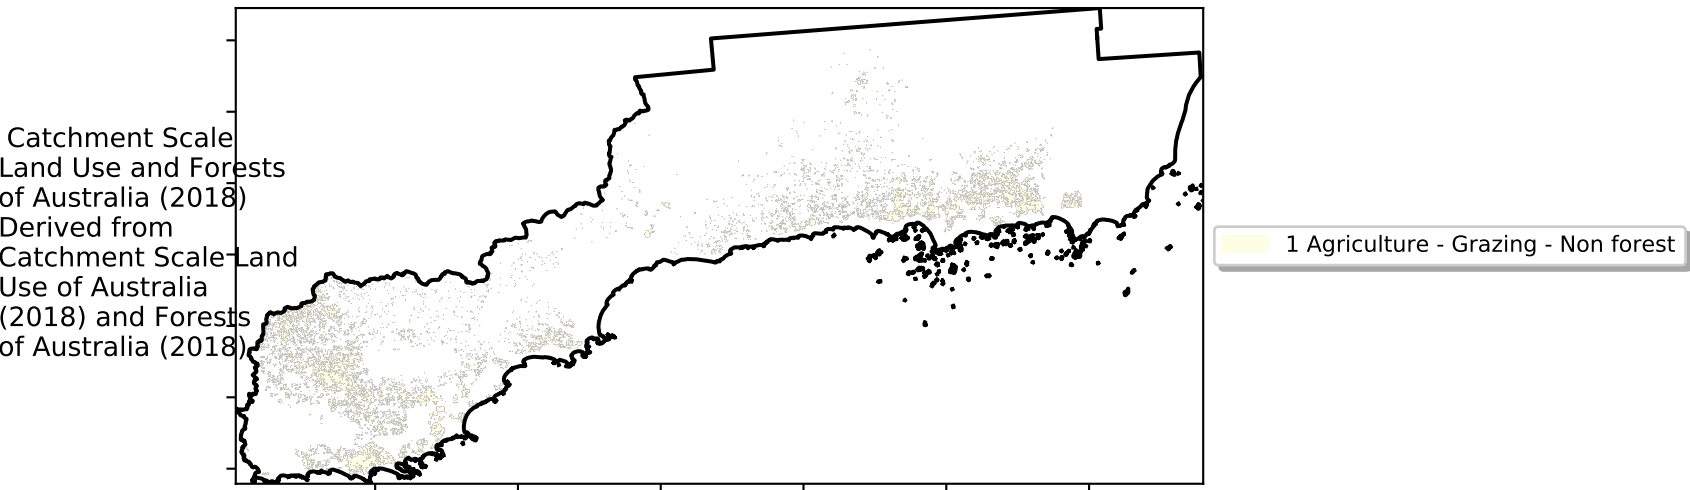 Catchment Scale
Land Use and Forests
of Australia (2018)
Derived from
Catchment Scale Land
Use of Australia
(2018) and Forests
of Australia (2018)
1 Agriculture - Grazing - Non forest